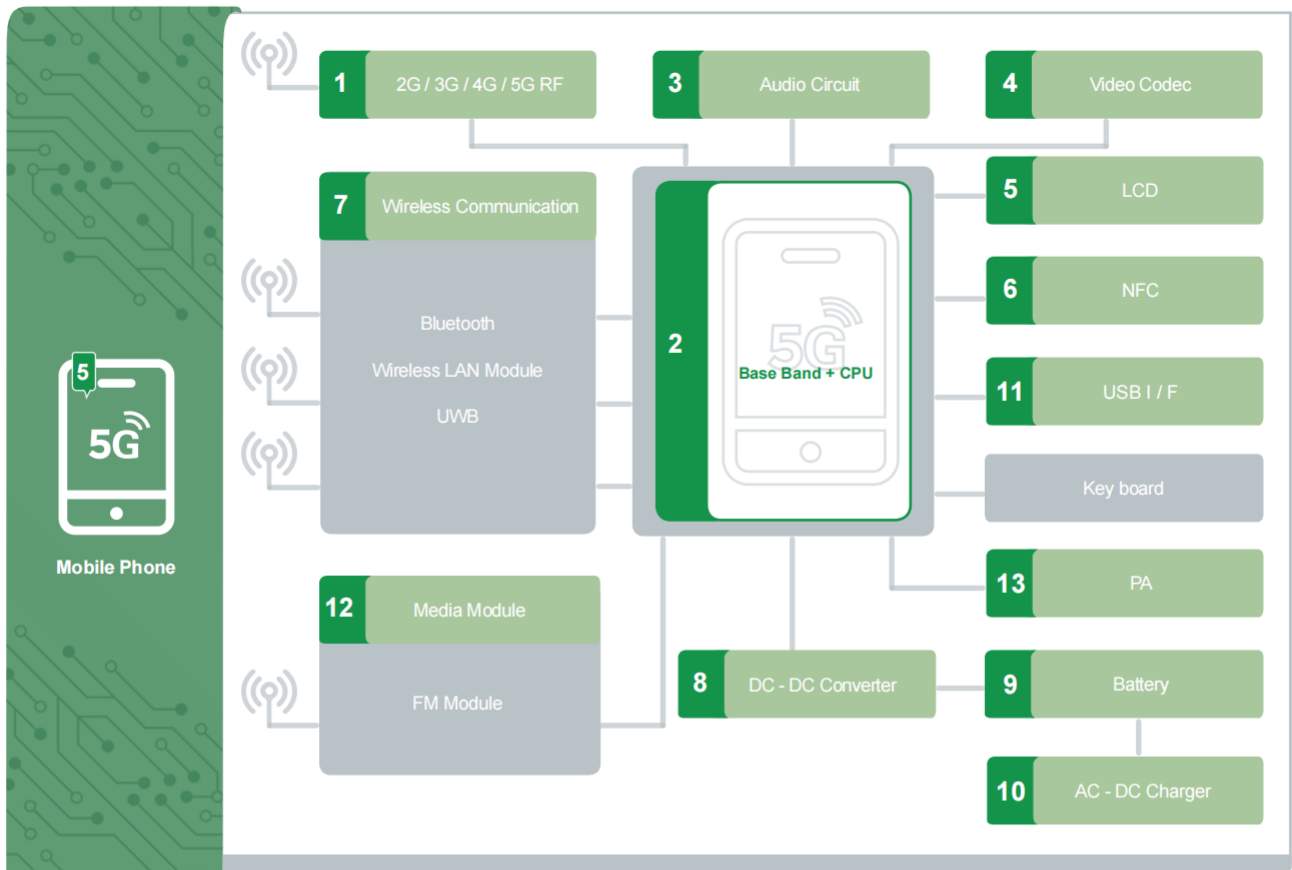 5
5G
Mobile Phone
1 2G / 3G / 4G / 5G RF
3 Audio Circuit
4 Video Codec
7 Wireless Communication
Bluetooth
Wireless LAN Module
UWB
2
5G
Base Band + CPU
5 LCD
6 NFC
11 USB I / F
Key board
13 PA
12 Media Module
FM Module
8 DC - DC Converter
9 Battery
10 AC - DC Charger